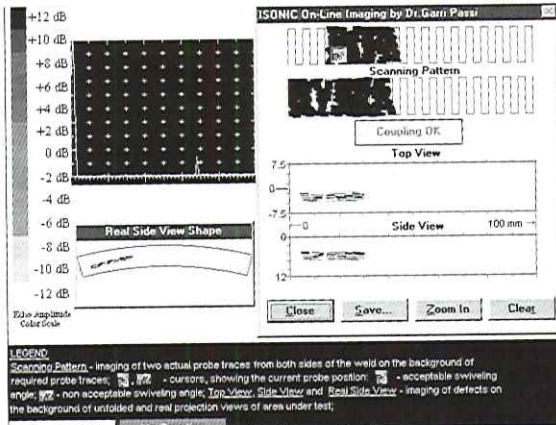 +12 dB
+10 dB
+8 dB
+6 dB
+4 dB
+2 dB
0 dB
-2 dB
-4 dB
-6 dB
-8 dB
-10 dB
-12 dB
Echo Amplitude
Color Scale
Real Side View Shape
ISONIC On-Line Imaging by Dr.Garri Passi
Scanning Pattern
Coupling OK
Top View
7.5
0
-7.5
0
Side View
100 mm
0
12
Close
Save...
Zoom In
Clear
LEGEND
Scanning Pattern - imaging of two actual probe traces from both sides of the weld on the background of
required probe traces; , - cursors, showing the current probe position: - acceptable swiveling
angle; - non acceptable swiveling angle; Top View, Side View and Real Side View - imaging of defects on
the background of unfolded and real projection views of area under test;